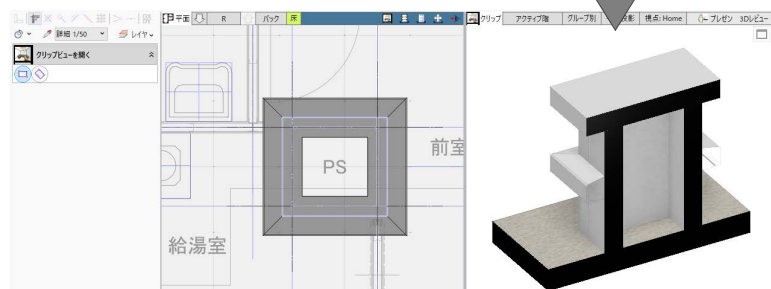 平面 R バック 床
クリップ アクティブ階 グループ別 投影 視点: Home プレゼン 3Dビュー
詳細 1/50 レイヤ
クリップビューを開く
PS
前室
給湯室